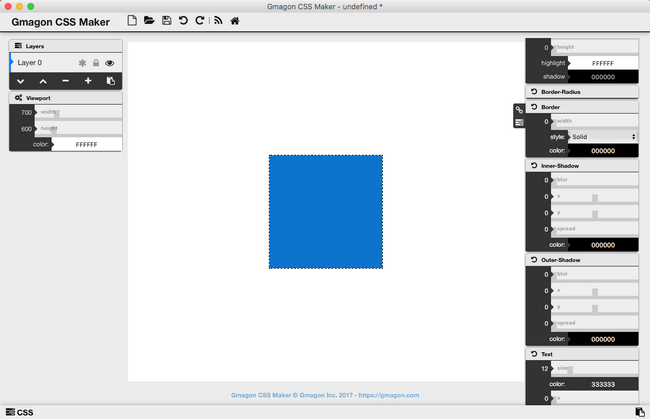 Gmagon CSS Maker - undefined *
Gmagon CSS Maker
Layers
Layer 0
Viewport
700 width
600 height
color: FFFFFF
0 height
highlight FFFFFF
shadow 000000
Border-Radius
Border
0 width
style: Solid
color: 000000
Inner-Shadow
0 blur
0 x
0 z
0 spread
color: 000000
Outer-Shadow
0 blur
0 x
0 y
0 spread
color: 000000
Text
12 size
color: 333333
0 x
Gmagon CSS Maker © Gmagon Inc. 2017 - https://gmagon.com
CSS